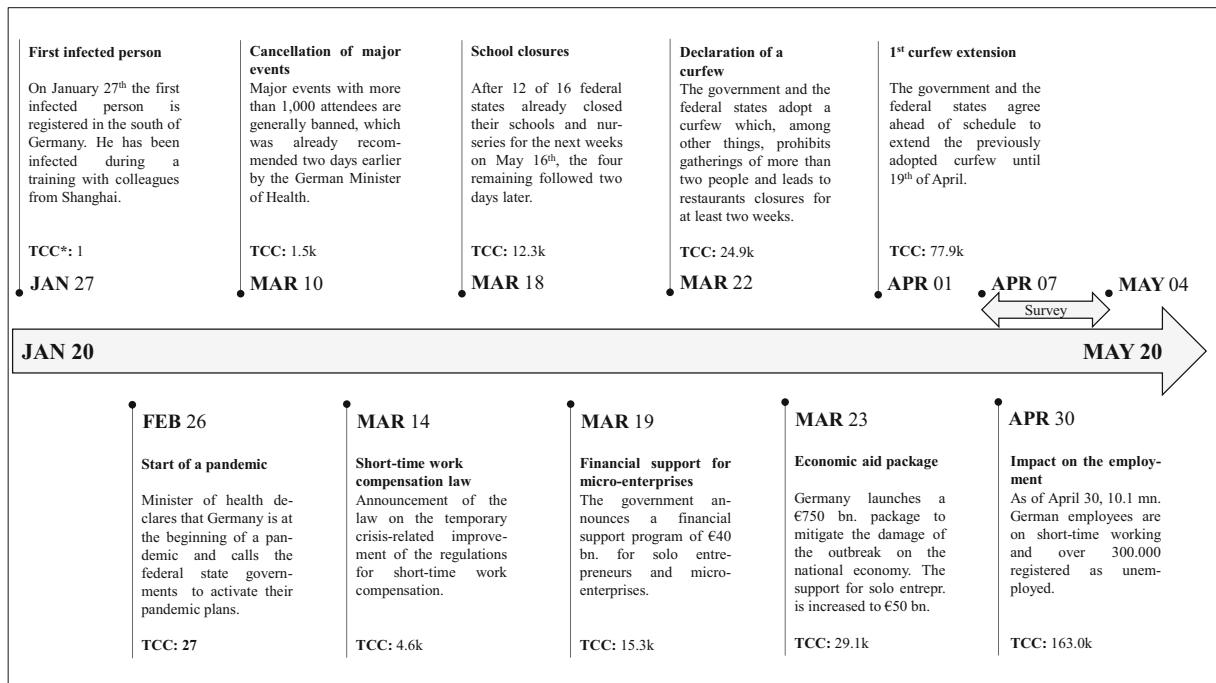 First infected person
On January 27th the first
infected person is
registered in the south of
Germany. He has been
infected during a
training with colleagues
from Shanghai.
TCC*: 1
JAN 27
Cancellation of major
events
Major events with more
than 1,000 attendees are
generally banned, which
was already recom-
mended two days earlier
by the German Minister
of Health.
TCC: 1.5k
MAR 10
School closures
After 12 of 16 federal
states already closed
their schools and nur-
series for the next weeks
on May 16th, the four
remaining followed two
days later.
TCC: 12.3k
MAR 18
Declaration of a
curfew
The government and the
federal states adopt a
curfew which, among
other things, prohibits
gatherings of more than
two people and leads to
restaurants closures for
at least two weeks.
TCC: 24.9k
MAR 22
1st curfew extension
The government and the
federal states agree
ahead of schedule to
extend the previously
adopted curfew until
19th of April.
TCC: 77.9k
APR 01
APR 07
MAY 04
Survey
JAN 20
MAY 20
FEB 26
Start of a pandemic
Minister of health de-
clares that Germany is at
the beginning of a pan-
demic and calls the
federal state govern-
ments to activate their
pandemic plans.
TCC: 27
MAR 14
Short-time work
compensation law
Announcement of the
law on the temporary
crisis-related improve-
ment of the regulations
for short-time work
compensation.
TCC: 4.6k
MAR 19
Financial support for
micro-enterprises
The government an-
nounces a financial
support program of €40
bn. for solo entre-
preneurs and micro-
enterprises.
TCC: 15.3k
MAR 23
Economic aid package
Germany launches a
€750 bn. package to
mitigate the damage of
the outbreak on the
national economy. The
support for solo entrepr.
is increased to €50 bn.
TCC: 29.1k
APR 30
Impact on the employ-
ment
As of April 30, 10.1 mn.
German employees are
on short-time working
and over 300.000
registered as unem-
ployed.
TCC: 163.0k